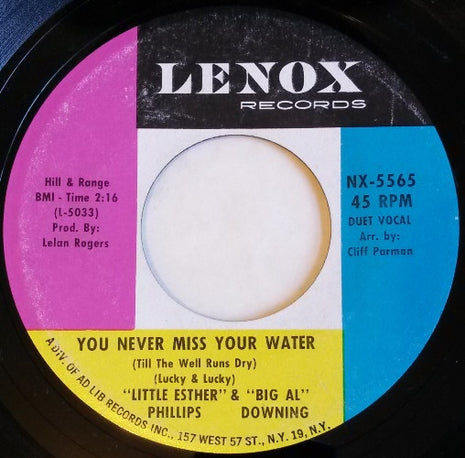 LENOX
RECORDS
Hill & Range
BMI - Time 2:16
(L-5033)
Prod. By:
Lelan Rogers
NX-5565
45 RPM
DUET VOCAL
Arr. by:
Cliff Parman
YOU NEVER MISS YOUR WATER
(Till The Well Runs Dry)
(Lucky & Lucky)
"LITTLE ESTHER" & "BIG AL"
PHILLIPS DOWNING
A DIV. OF AD LIB RECORDS INC., 157 WEST 57 ST., N.Y. 19, N.Y.